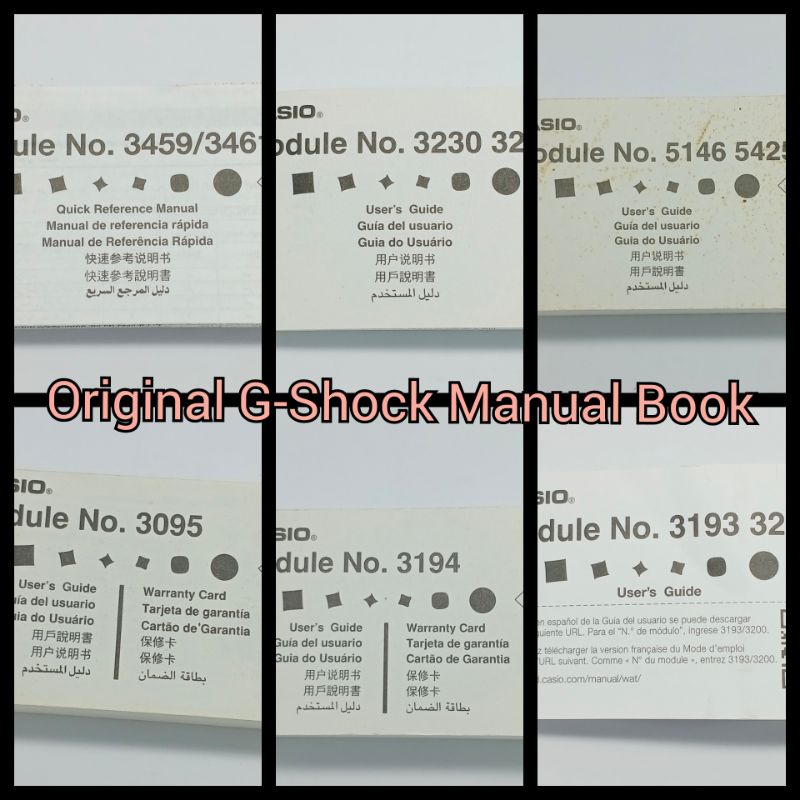 O®
ule No. 3459/346
Quick Reference Manual
Manual de referencia rápida
Manual de Referência Rápida
快速参考说明书
快速參考說明書
دليل المرجع السريع
ASIO®
odule No. 3230 32
User's Guide
Guía del usuario
Guia do Usuário
用户说明书
用戶說明書
دليل المستخدم
ASIO®
odule No. 5146 5425
User's Guide
Guía del usuario
Guia do Usuário
用户说明书
用戶說明書
دليل المستخدم
Original G-Shock Manual Book
SIO®
dule No. 3095
User's Guide
uía del usuario
uia do Usuário
用戶說明書
用户说明书
دليل المستخدم
Warranty Card
Tarjeta de garantía
Cartão de Garantia
保修卡
保修卡
بطاقة الضمان
SIO®
dule No. 3194
User's Guide
Guía del usuario
Guia do Usuário
用户说明书
用戶說明書
دليل المستخدم
Warranty Card
Tarjeta de garantía
Cartão de Garantia
保修卡
保修卡
بطاقة الضمان
SIO®
dule No. 3193 32
User's Guide
en español de la Guía del usuario se puede descargar
uiente URL. Para el "N.° de módulo", ingrese 3193/3200.
z télécharger la version française du Mode d'emploi
URL suivant. Comme « N° du module », entrez 3193/3200.
d.casio.com/manual/wat/